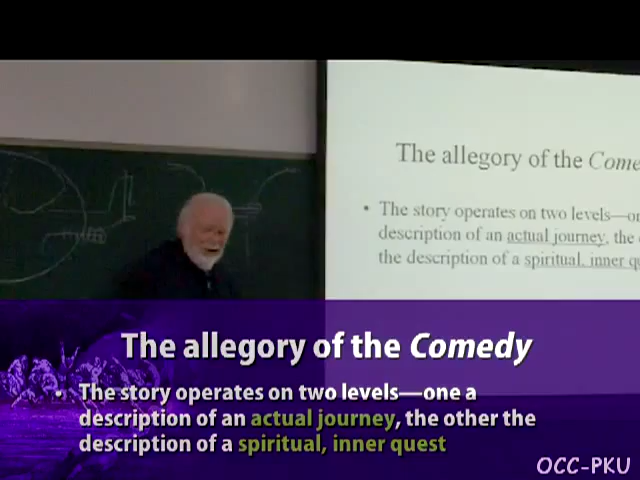 The allegory of the Come
• The story operates on two levels—on
description of an actual journey, the
the description of a spiritual, inner qu
The allegory of the Comedy
• The story operates on two levels—one a
description of an actual journey, the other the
description of a spiritual, inner quest
OCC-PKU